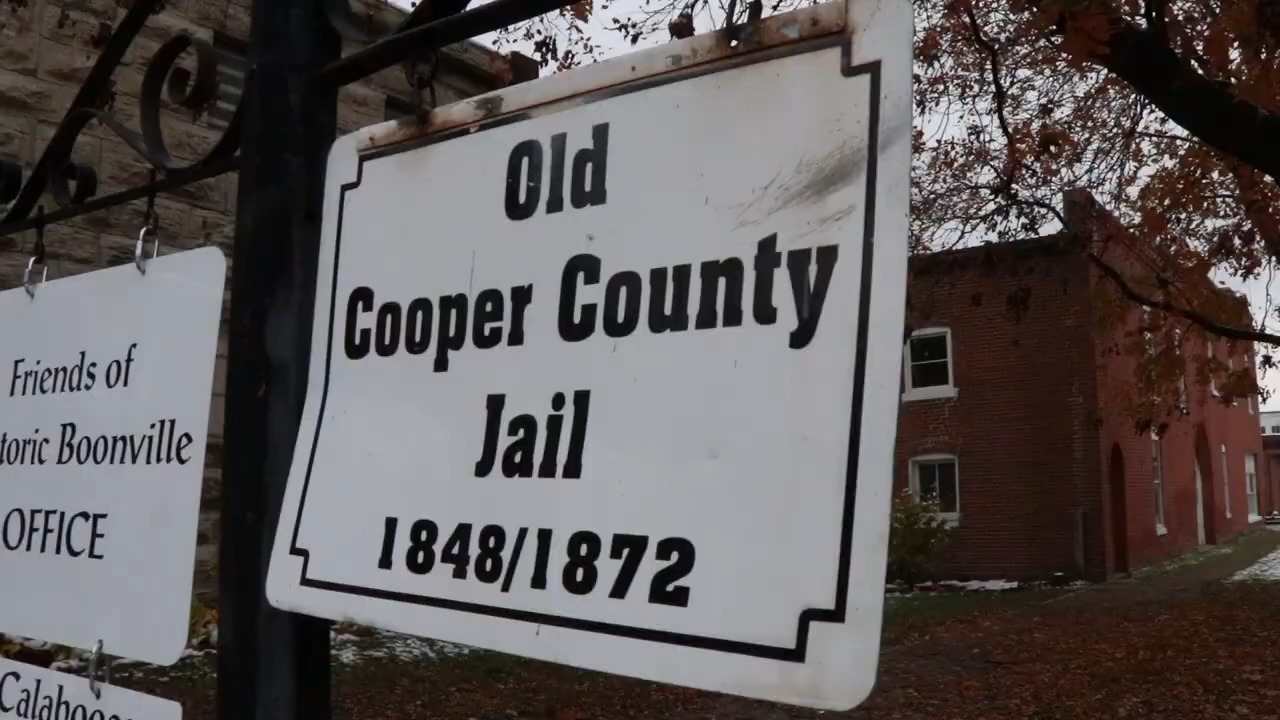 Old
Cooper County
Jail
1848/1872
Friends of
toric Boonville
OFFICE